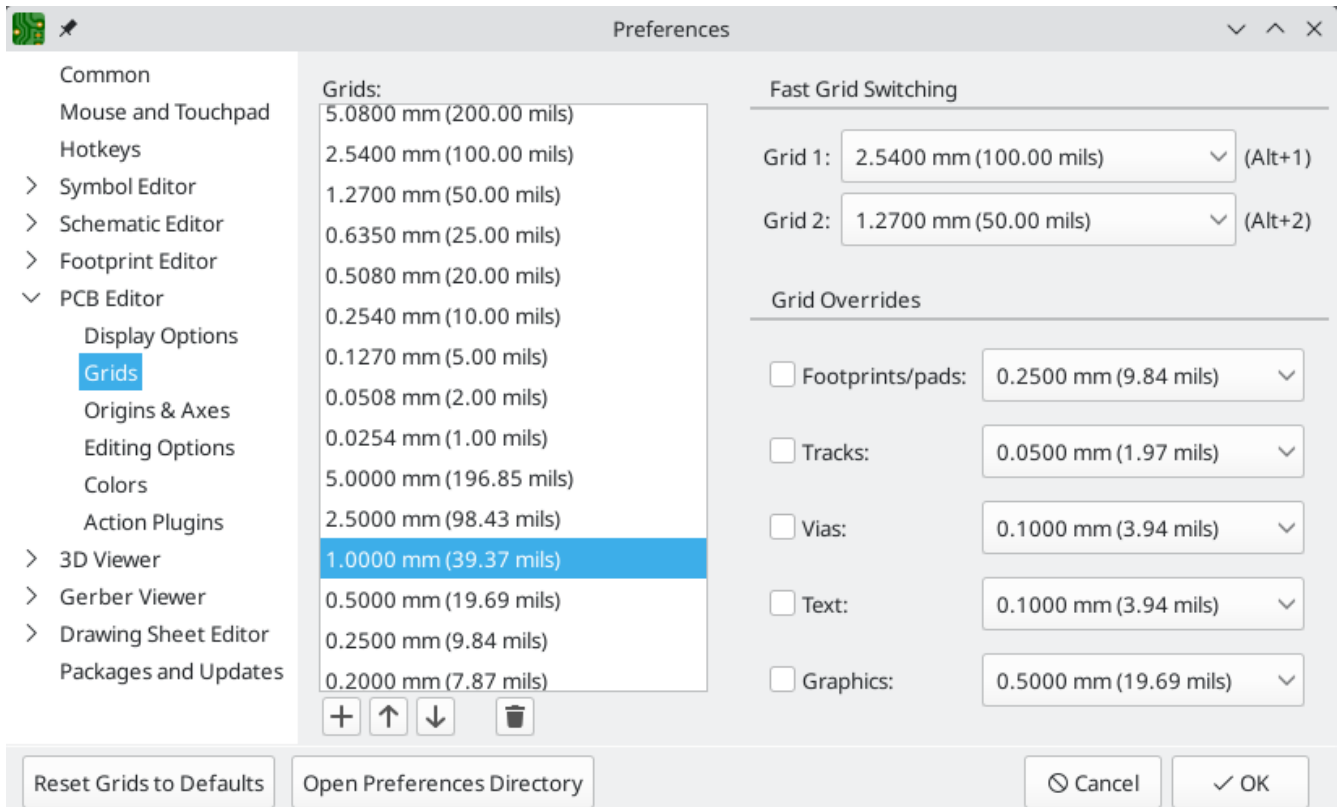 Preferences
Common
Mouse and Touchpad
Hotkeys
Symbol Editor
Schematic Editor
Footprint Editor
PCB Editor
Display Options
Grids
Origins & Axes
Editing Options
Colors
Action Plugins
3D Viewer
Gerber Viewer
Drawing Sheet Editor
Packages and Updates
Grids:
5.0800 mm (200.00 mils)
2.5400 mm (100.00 mils)
1.2700 mm (50.00 mils)
0.6350 mm (25.00 mils)
0.5080 mm (20.00 mils)
0.2540 mm (10.00 mils)
0.1270 mm (5.00 mils)
0.0508 mm (2.00 mils)
0.0254 mm (1.00 mils)
5.0000 mm (196.85 mils)
2.5000 mm (98.43 mils)
1.0000 mm (39.37 mils)
0.5000 mm (19.69 mils)
0.2500 mm (9.84 mils)
0.2000 mm (7.87 mils)
Fast Grid Switching
Grid 1: 2.5400 mm (100.00 mils) (Alt+1)
Grid 2: 1.2700 mm (50.00 mils) (Alt+2)
Grid Overrides
Footprints/pads: 0.2500 mm (9.84 mils)
Tracks: 0.0500 mm (1.97 mils)
Vias: 0.1000 mm (3.94 mils)
Text: 0.1000 mm (3.94 mils)
Graphics: 0.5000 mm (19.69 mils)
Reset Grids to Defaults Open Preferences Directory Cancel OK